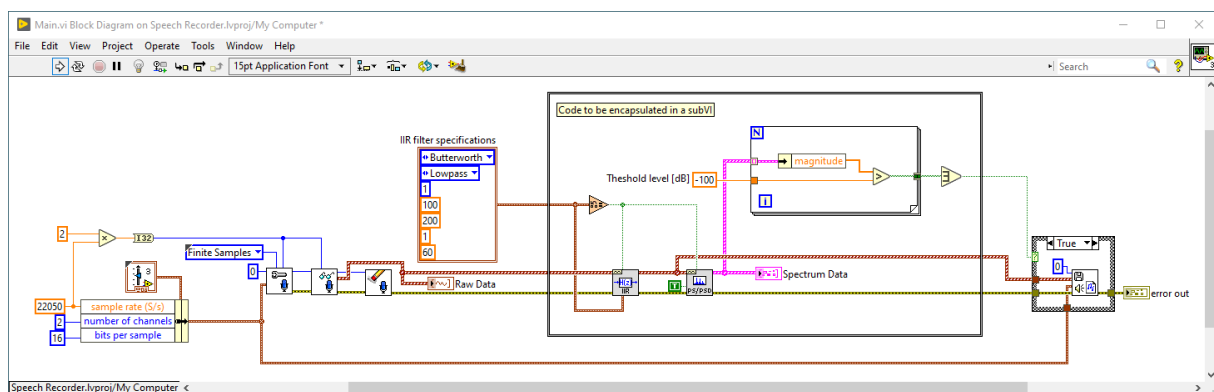 Main.vi Block Diagram on Speech Recorder.lvproj/My Computer *
File Edit View Project Operate Tools Window Help
15pt Application Font
Search
Code to be encapsulated in a subVI
IIR filter specifications
Butterworth
Lowpass
1
100
200
1
60
N
magnitude
Theshold level [dB] -100
i
2
I32
Finite Samples
0
True
0
Raw Data
IIR
T
PS/PSD
Spectrum Data
error out
22050 sample rate (S/s)
2 number of channels
16 bits per sample
Speech Recorder.lvproj/My Computer